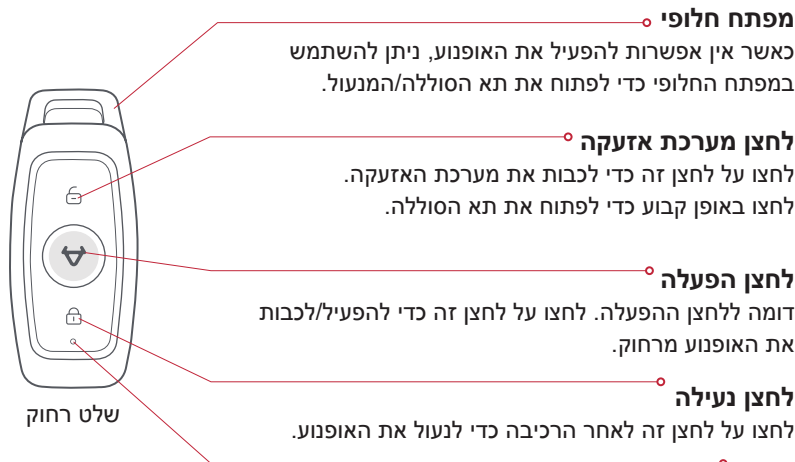 מפתח חלופי
כאשר אין אפשרות להפעיל את האופנוע, ניתן להשתמש
במפתח החלופי כדי לפתוח את תא הסוללה/המנעול.
לחצן מערכת אזעקה
לחצו על לחצן זה כדי לכבות את מערכת האזעקה.
לחצו באופן קבוע כדי לפתוח את תא הסוללה.
לחצן הפעלה
דומה ללחצן ההפעלה. לחצו על לחצן זה כדי להפעיל/לכבות
את האופנוע מרחוק.
לחצן נעילה
לחצו על לחצן זה לאחר הרכיבה כדי לנעול את האופנוע.
שלט רחוק